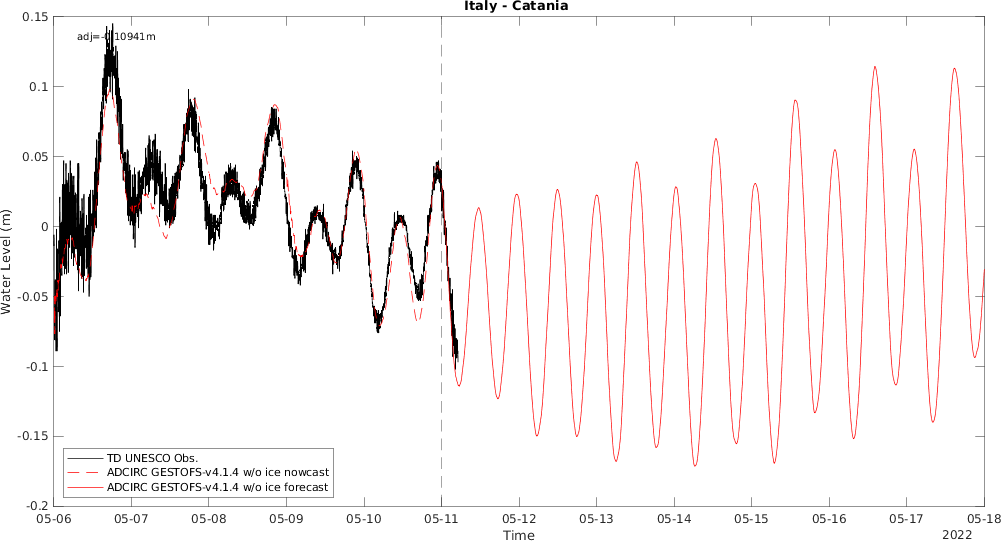 Italy - Catania
adj=-0.10941m
0.15
0.1
0.05
0
-0.05
-0.1
-0.15
-0.2
Water Level (m)
TD UNESCO Obs.
ADCIRC GESTOFS-v4.1.4 w/o ice nowcast
ADCIRC GESTOFS-v4.1.4 w/o ice forecast
05-06 05-07 05-08 05-09 05-10 05-11 05-12 05-13 05-14 05-15 05-16 05-17 05-18
Time
2022